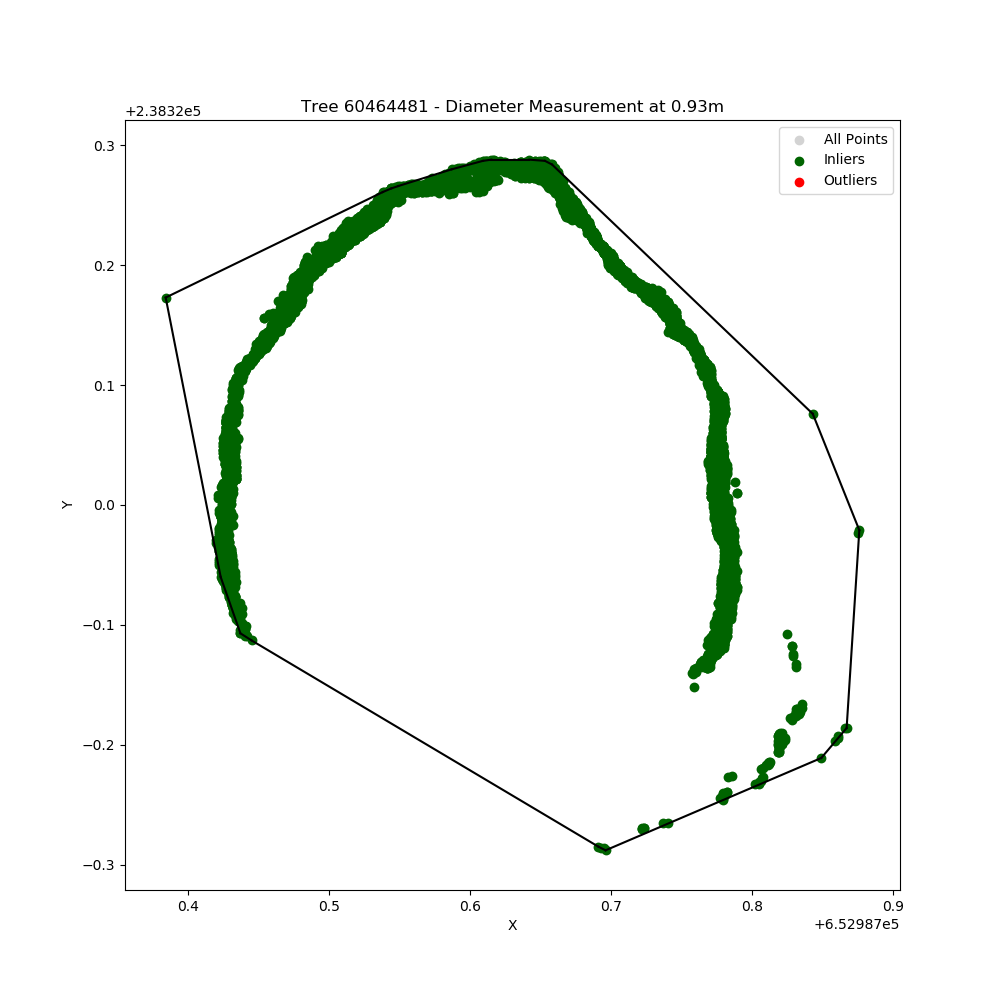 Tree 60464481 - Diameter Measurement at 0.93m
+2.3832e5
All Points
Inliers
Outliers
0.3
0.2
0.1
0.0
−0.1
−0.2
−0.3
Y
0.4 0.5 0.6 0.7 0.8 0.9
X
+6.52987e5